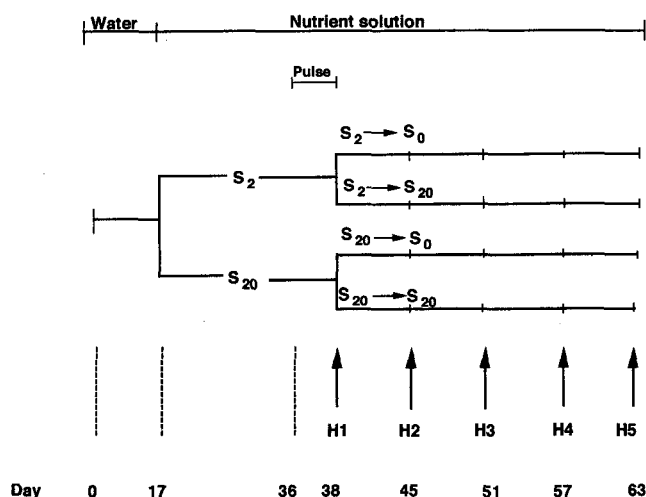 Water Nutrient solution
Pulse
S2 → S0
S2
S2 → S20
S20 → S0
S20
S20 → S20
H1 H2 H3 H4 H5
Day 0 17 36 38 45 51 57 63